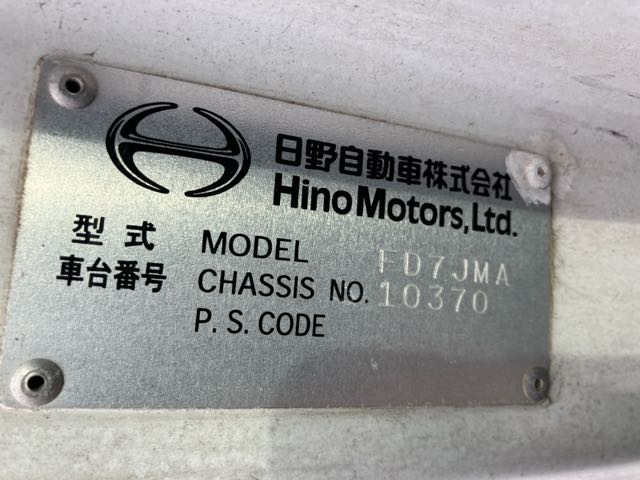 日野自動車株式会社
Hino Motors, Ltd.
型式 MODEL FD7JMA
車台番号 CHASSIS NO. 10370
P. S. CODE